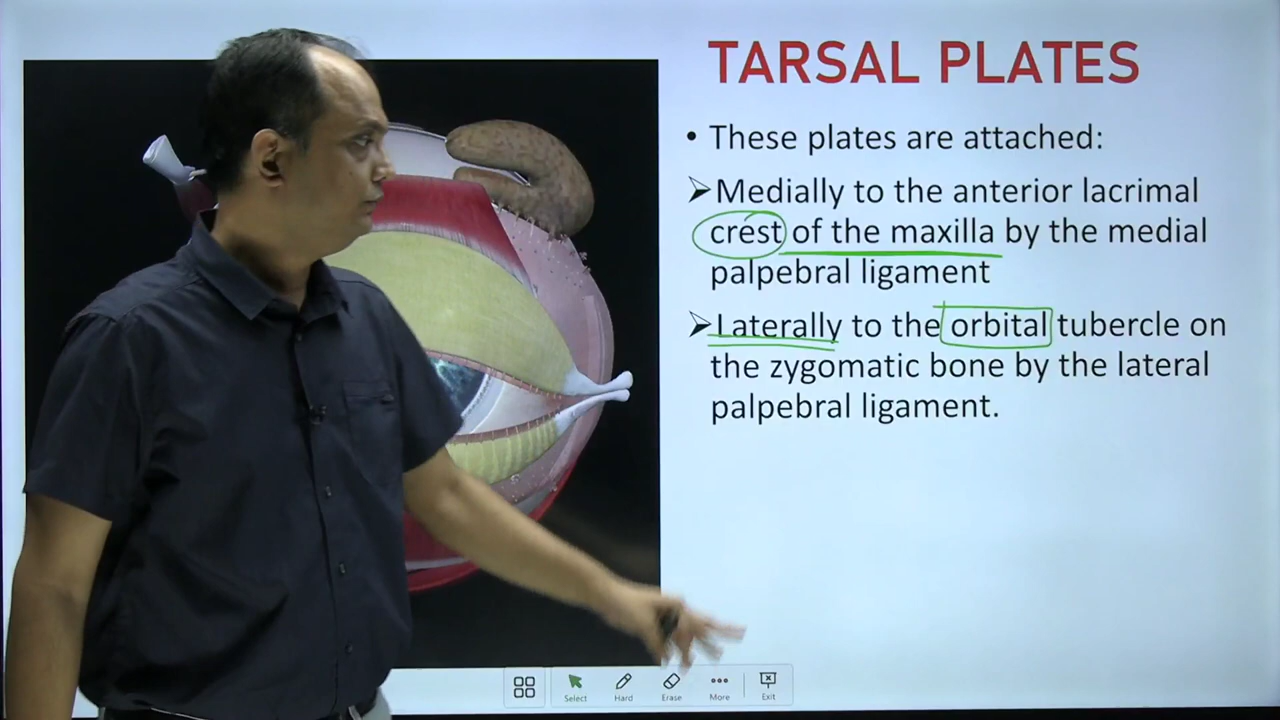 TARSAL PLATES
• These plates are attached:
➢Medially to the anterior lacrimal
crest of the maxilla by the medial
palpebral ligament
➢Laterally to the orbital tubercle on
the zygomatic bone by the lateral
palpebral ligament.
Select Hard Erase More Exit